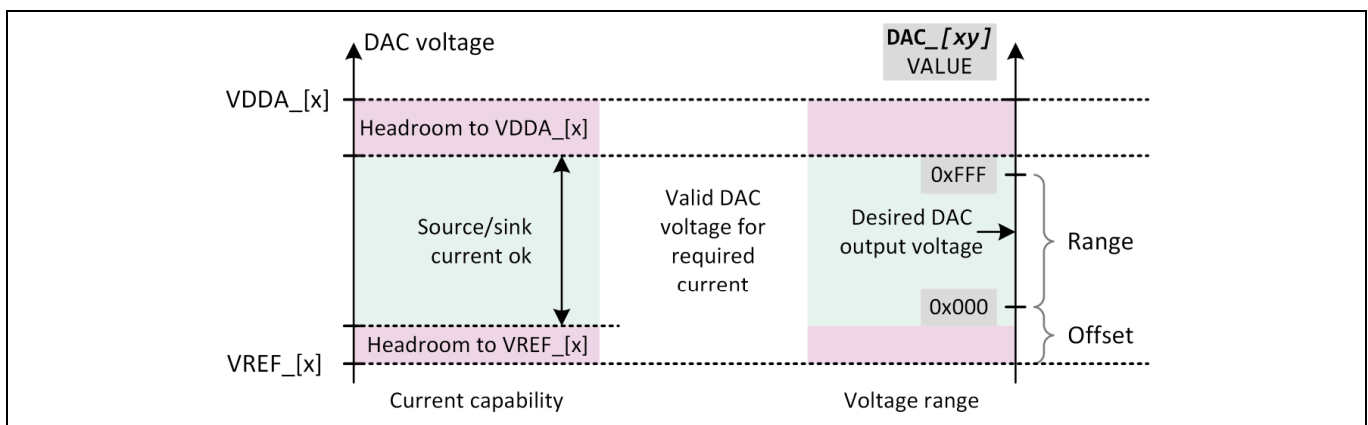 DAC voltage
DAC_[xy]
VALUE
VDDA_[x]
Headroom to VDDA_[x]
0xFFF
Source/sink
current ok
Valid DAC
voltage for
required
current
Desired DAC
output voltage
Range
0x000
Headroom to VREF_[x]
Offset
VREF_[x]
Current capability
Voltage range